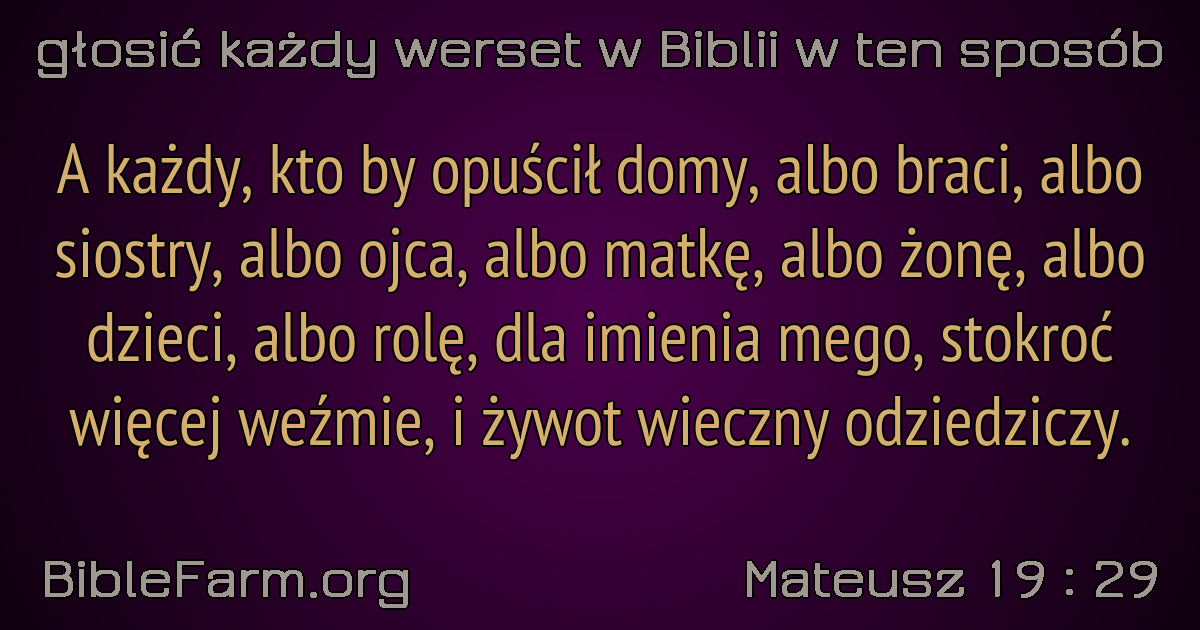 głosić każdy werset w Biblii w ten sposób
A każdy, kto by opuścił domy, albo braci, albo
siostry, albo ojca, albo matkę, albo żonę, albo
dzieci, albo rolę, dla imienia mego, stokroć
więcej weźmie, i żywot wieczny odziedziczy.
BibleFarm.org
Mateusz 19 : 29